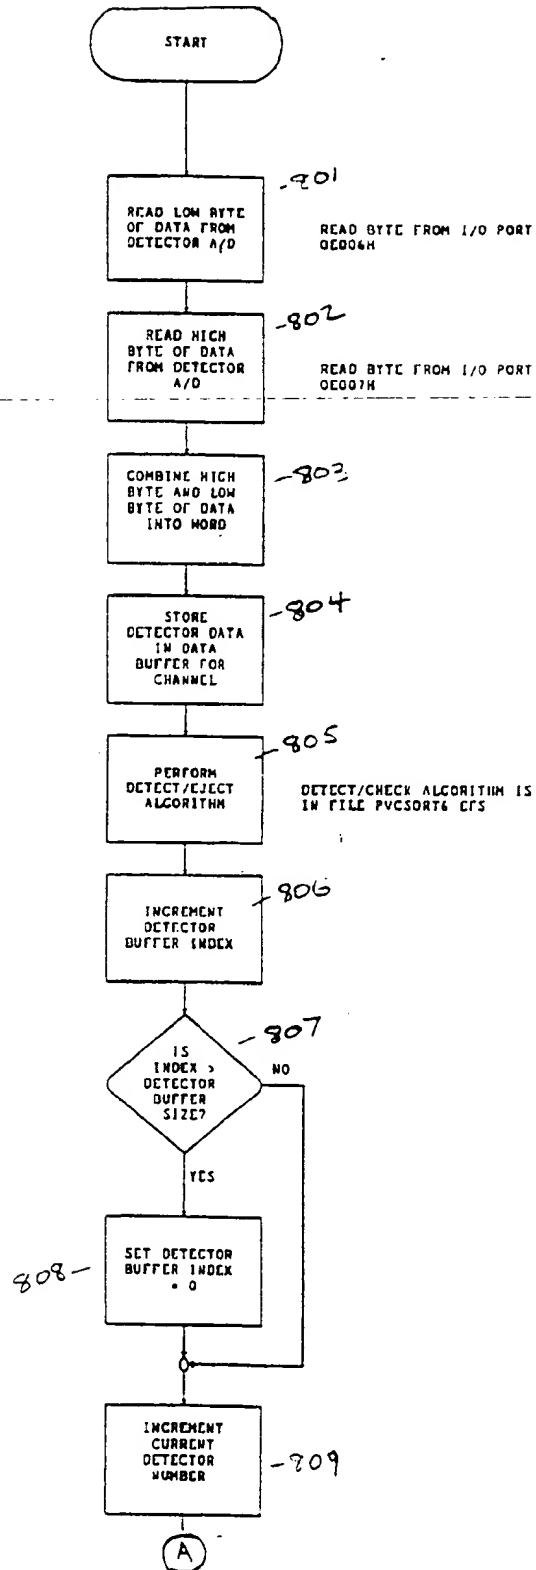 START
-801
READ LOW BYTE
OF DATA FROM
DETECTOR A/D
READ BYTE FROM I/O PORT
0E006H
-802
READ HIGH
BYTE OF DATA
FROM DETECTOR
A/D
READ BYTE FROM I/O PORT
0E007H
-803
COMBINE HIGH
BYTE AND LOW
BYTE OF DATA
INTO WORD
-804
STORE
DETECTOR DATA
IN DATA
BUFFER FOR
CHANNEL
-805
PERFORM
DETECT/EJECT
ALGORITHM
DETECT/CHECK ALGORITHM IS
IN FILE PVCSORT6 EFS
-806
INCREMENT
DETECTOR
BUFFER INDEX
-807
IS
INDEX >
DETECTOR
BUFFER
SIZE?
NO
YES
808-
SET DETECTOR
BUFFER INDEX
= 0
INCREMENT
CURRENT
DETECTOR
NUMBER
-809
A